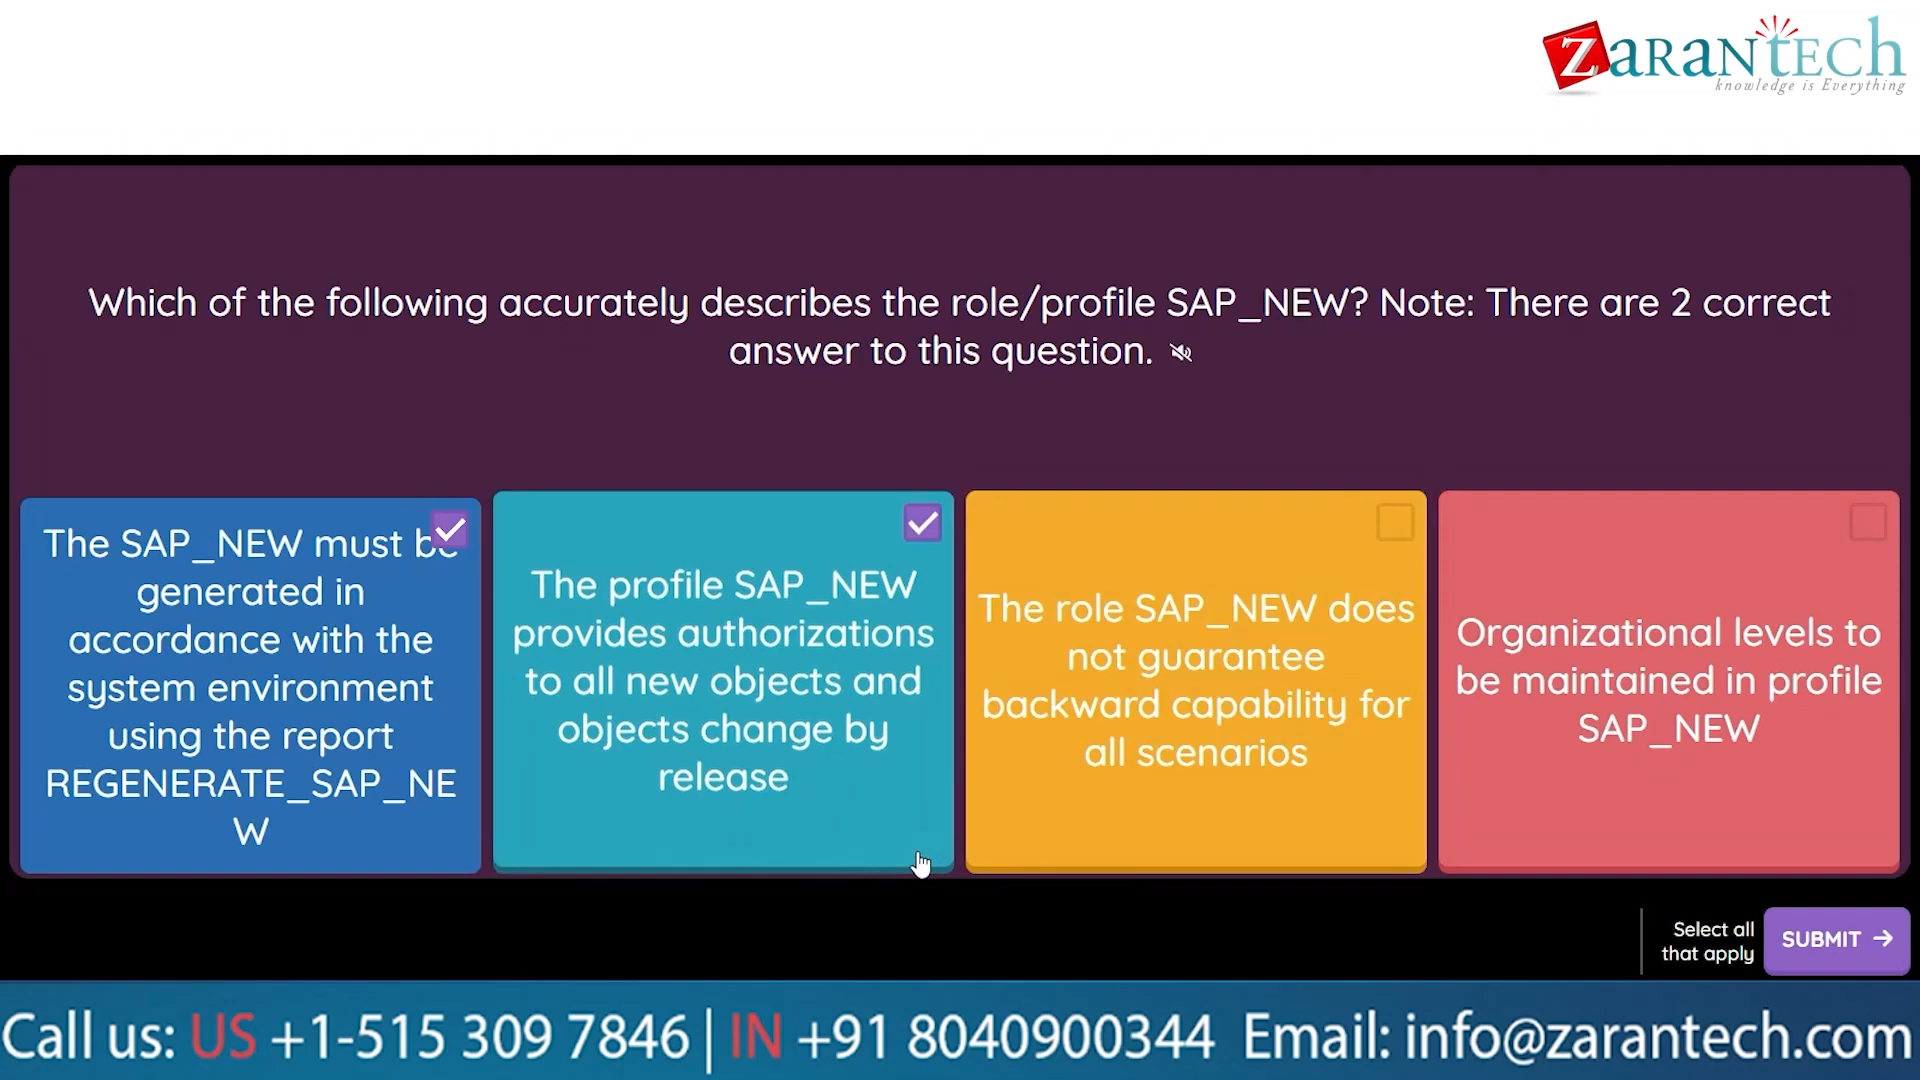 ZARANTECH
knowledge is Everything
Which of the following accurately describes the role/profile SAP_NEW? Note: There are 2 correct
answer to this question.
The SAP_NEW must be
generated in
accordance with the
system environment
using the report
REGENERATE_SAP_NE
W
The profile SAP_NEW
provides authorizations
to all new objects and
objects change by
release
The role SAP_NEW does
not guarantee
backward capability for
all scenarios
Organizational levels to
be maintained in profile
SAP_NEW
Select all
that apply
SUBMIT →
Call us: US +1-515 309 7846 | IN +91 8040900344 Email: info@zarantech.com